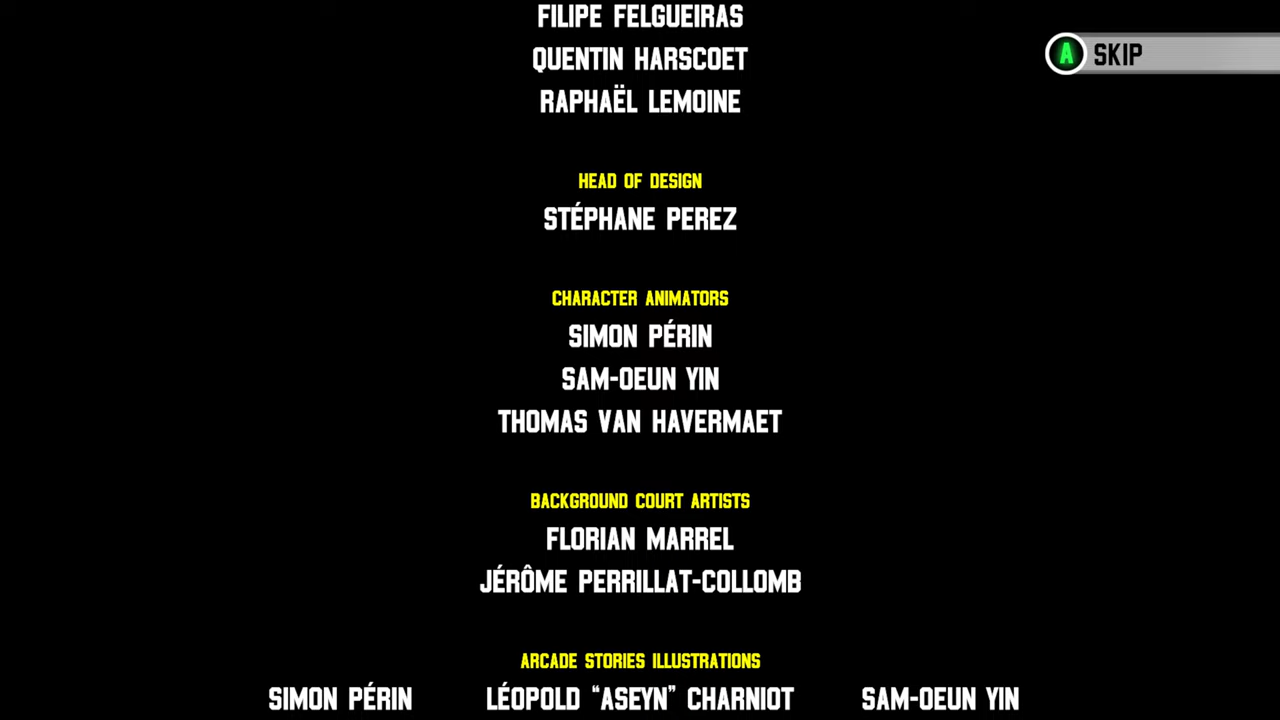 FILIPE FELGUEIRAS
A SKIP
QUENTIN HARSCOET
RAPHAËL LEMOINE
HEAD OF DESIGN
STÉPHANE PEREZ
CHARACTER ANIMATORS
SIMON PÉRIN
SAM-OEUN YIN
THOMAS VAN HAVERMAET
BACKGROUND COURT ARTISTS
FLORIAN MARREL
JÉRÔME PERRILLAT-COLLOMB
ARCADE STORIES ILLUSTRATIONS
SIMON PÉRIN LÉOPOLD “ASEYN” CHARNIOT SAM-OEUN YIN